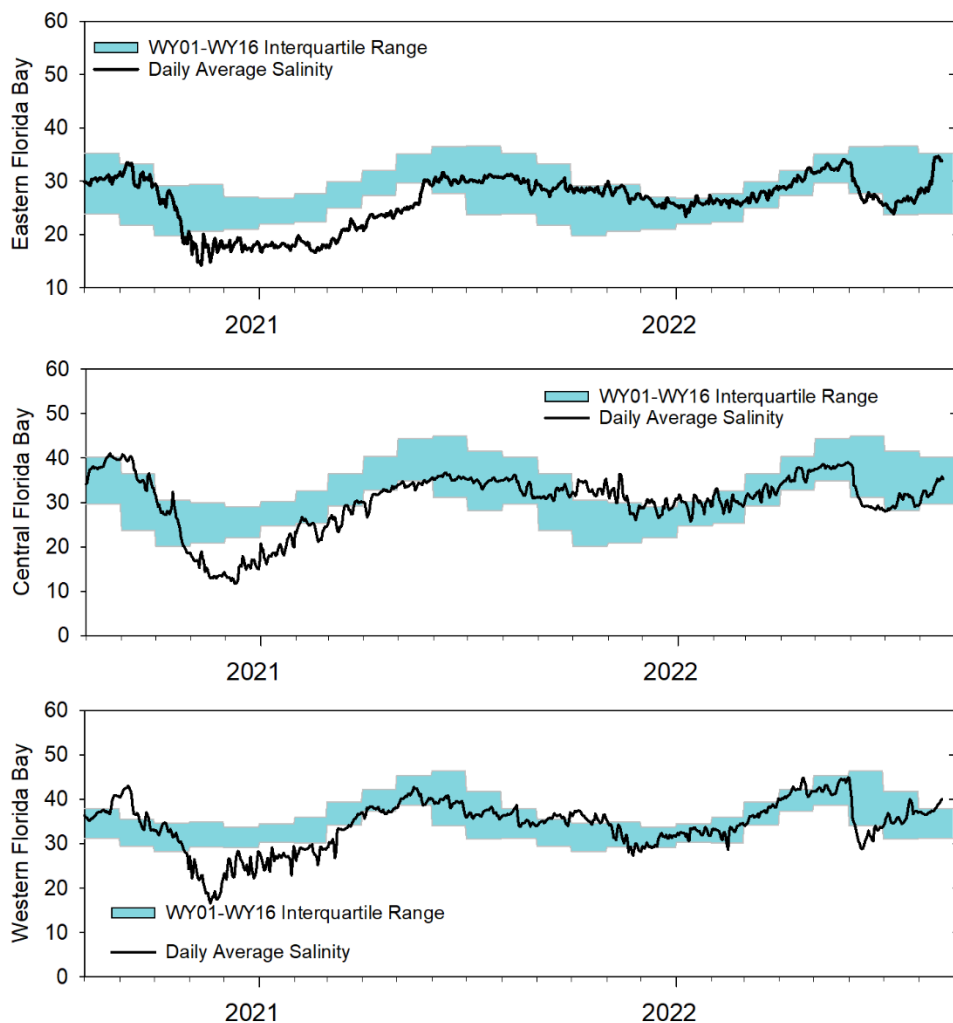 60
50
40
30
20
10
Eastern Florida Bay
WY01-WY16 Interquartile Range
Daily Average Salinity
2021
2022
60
50
40
30
20
10
0
Central Florida Bay
WY01-WY16 Interquartile Range
Daily Average Salinity
2021
2022
60
50
40
30
20
10
0
Western Florida Bay
WY01-WY16 Interquartile Range
Daily Average Salinity
2021
2022